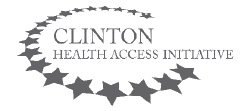 CLINTON
HEALTH ACCESS INITIATIVE